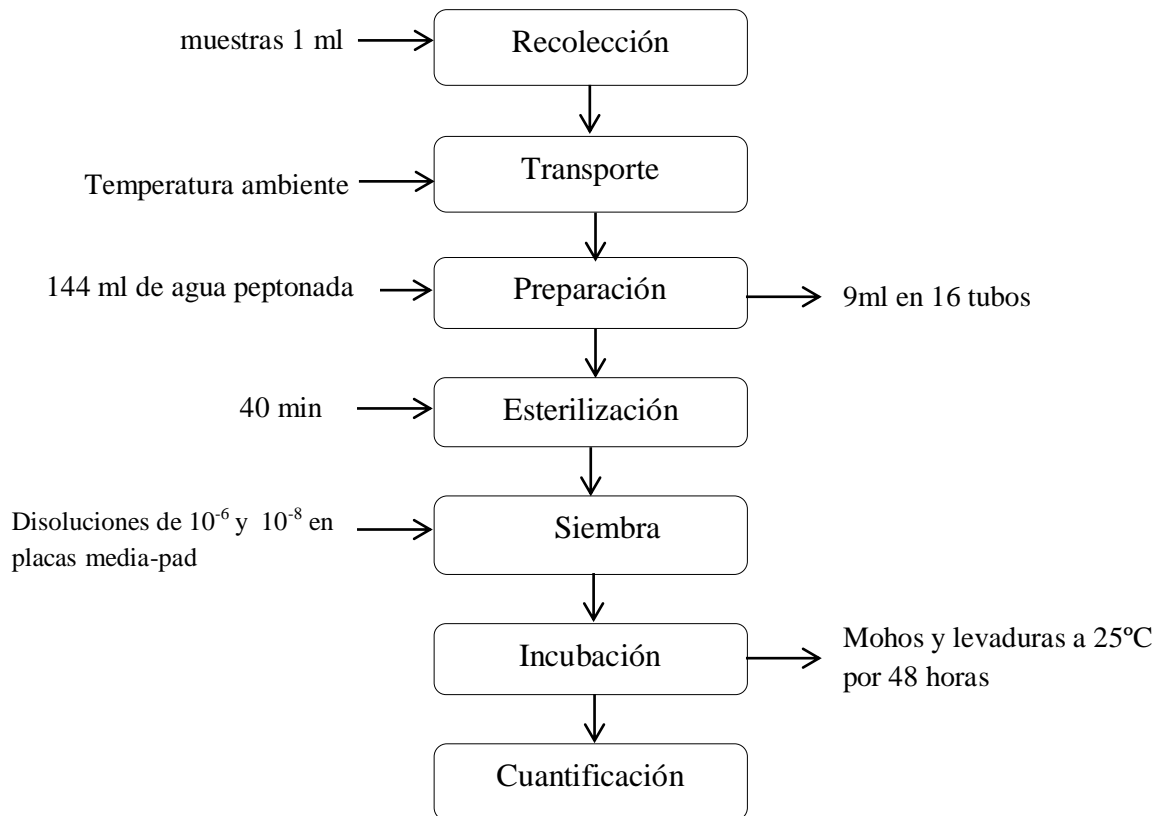 muestras 1 ml
Recolección
Temperatura ambiente
Transporte
144 ml de agua peptonada
Preparación
9ml en 16 tubos
40 min
Esterilización
Disoluciones de 10⁻⁶ y 10⁻⁸ en
placas media-pad
Siembra
Incubación
Mohos y levaduras a 25ºC
por 48 horas
Cuantificación